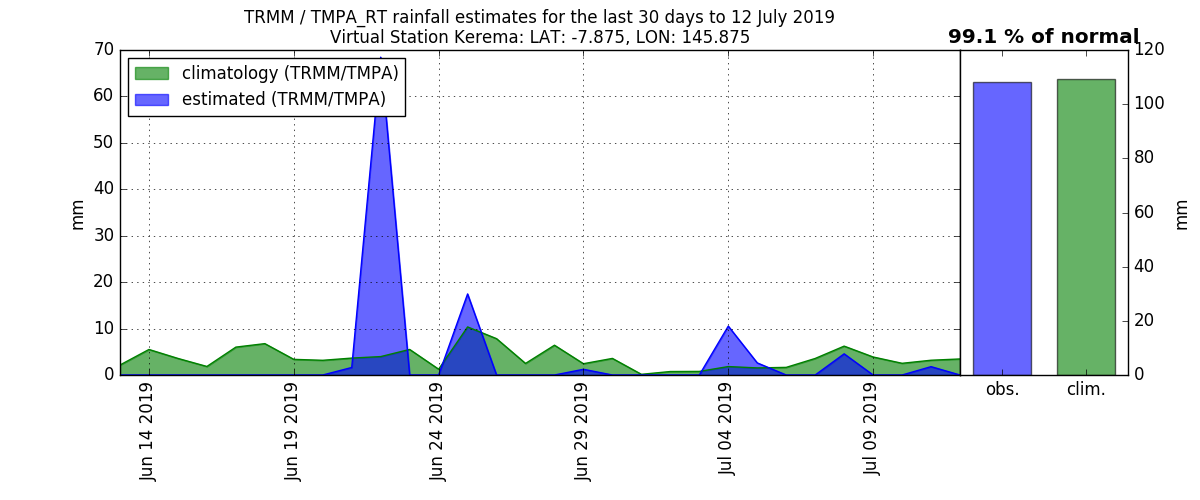 TRMM / TMPA_RT rainfall estimates for the last 30 days to 12 July 2019
Virtual Station Kerema: LAT: -7.875, LON: 145.875
99.1 % of normal
climatology (TRMM/TMPA)
estimated (TRMM/TMPA)
mm
70
60
50
40
30
20
10
0
Jun 14 2019
Jun 19 2019
Jun 24 2019
Jun 29 2019
Jul 04 2019
Jul 09 2019
obs.
clim.
120
100
80
60
40
20
0
mm